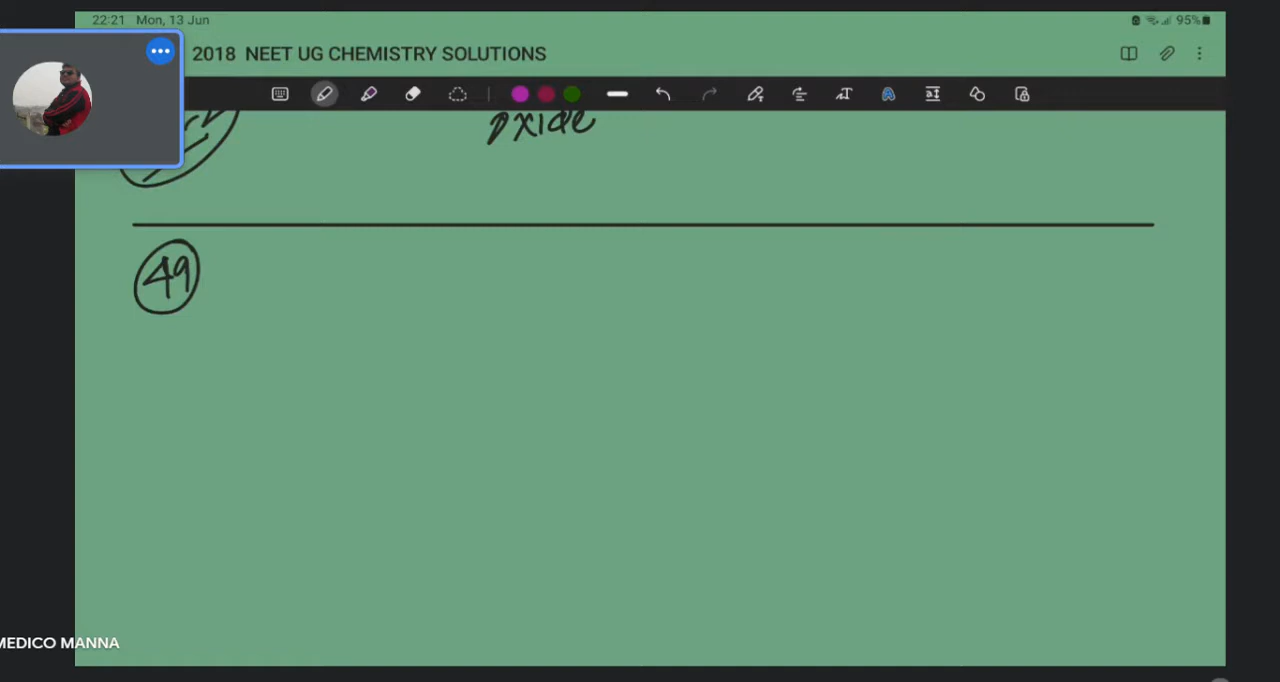 22:21 Mon, 13 Jun
95%
2018 NEET UG CHEMISTRY SOLUTIONS
oxide
49
MEDICO MANNA